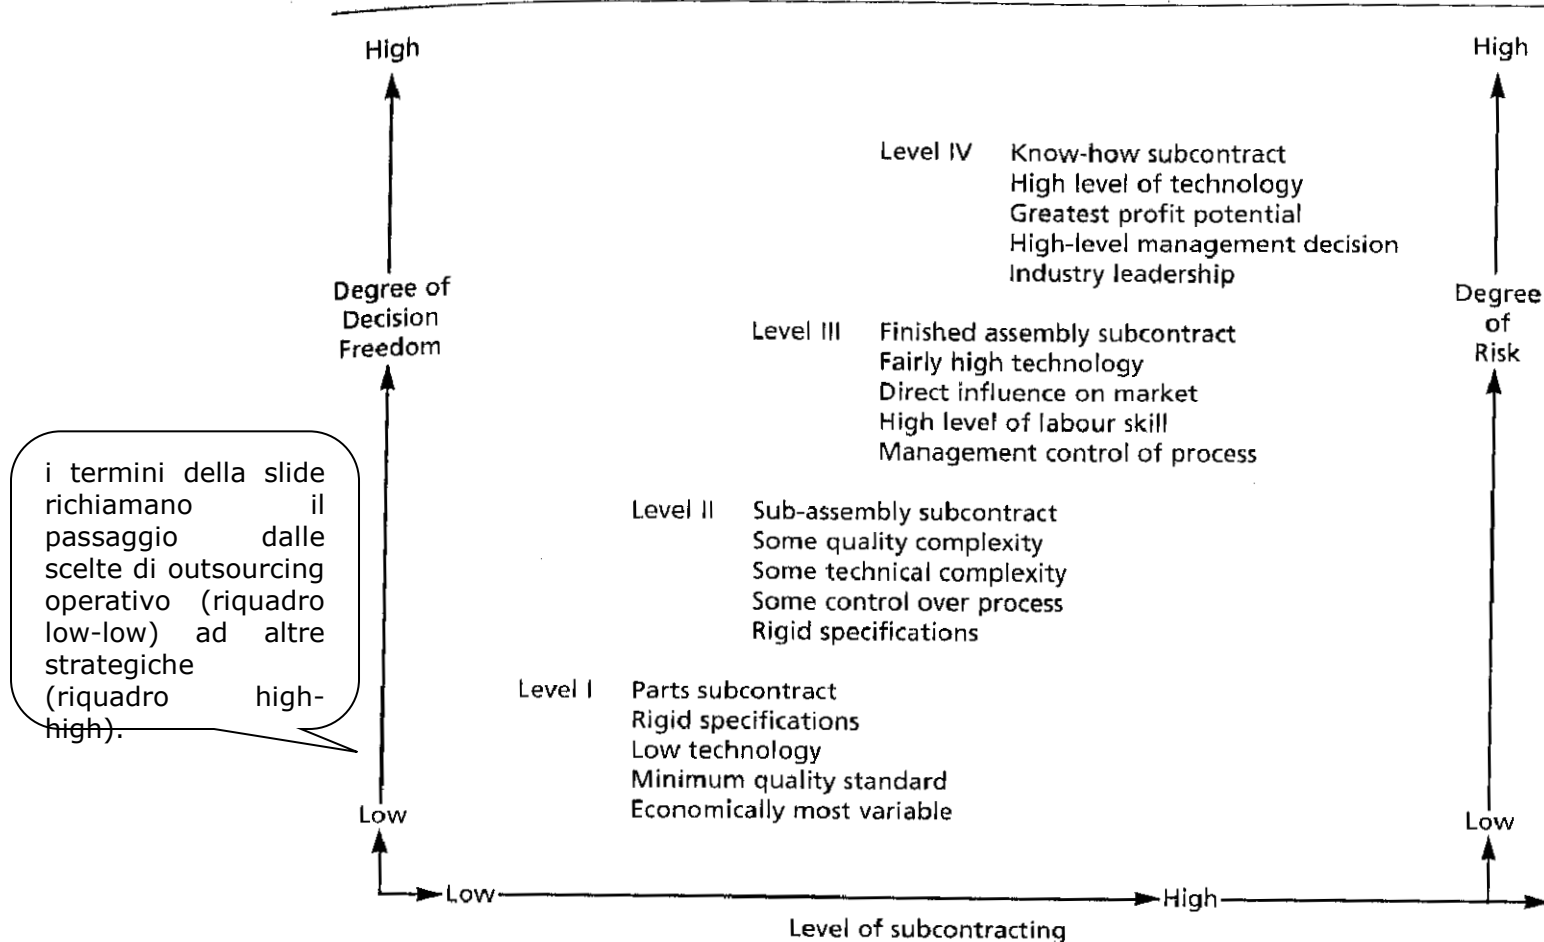 High
High
Level IV Know-how subcontract
High level of technology
Greatest profit potential
High-level management decision
Industry leadership
Degree of
Decision
Freedom
Degree
of
Risk
Level III Finished assembly subcontract
Fairly high technology
Direct influence on market
High level of labour skill
Management control of process
i termini della slide
richiamano il
passaggio dalle
scelte di outsourcing
operativo (riquadro
low-low) ad altre
strategiche
(riquadro high-
high).
Level II Sub-assembly subcontract
Some quality complexity
Some technical complexity
Some control over process
Rigid specifications
Level I Parts subcontract
Rigid specifications
Low technology
Minimum quality standard
Economically most variable
Low
Low
Low
High
Level of subcontracting